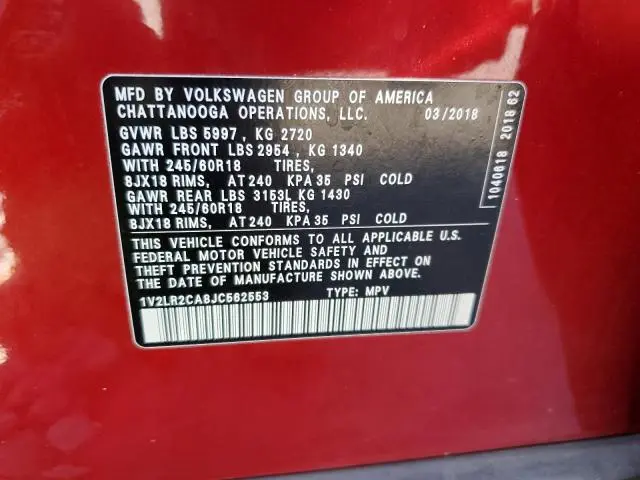 MFD BY VOLKSWAGEN GROUP OF AMERICA
CHATTANOOGA OPERATIONS, LLC. 03/2018
GVWR LBS 5997 , KG 2720
GAWR FRONT LBS 2954 , KG 1340
WITH 245/60R18 TIRES,
8JX18 RIMS, AT 240 KPA 35 PSI COLD
GAWR REAR LBS 3153L KG 1430
WITH 245/60R18 TIRES,
8JX18 RIMS, AT 240 KPA 35 PSI COLD
THIS VEHICLE CONFORMS TO ALL APPLICABLE U.S.
FEDERAL MOTOR VEHICLE SAFETY AND
THEFT PREVENTION STANDARDS IN EFFECT ON
THE DATE OF MANUFACTURE SHOWN ABOVE.
1V2LR2CA8JC562553 TYPE: MPV
1040618 2018 62